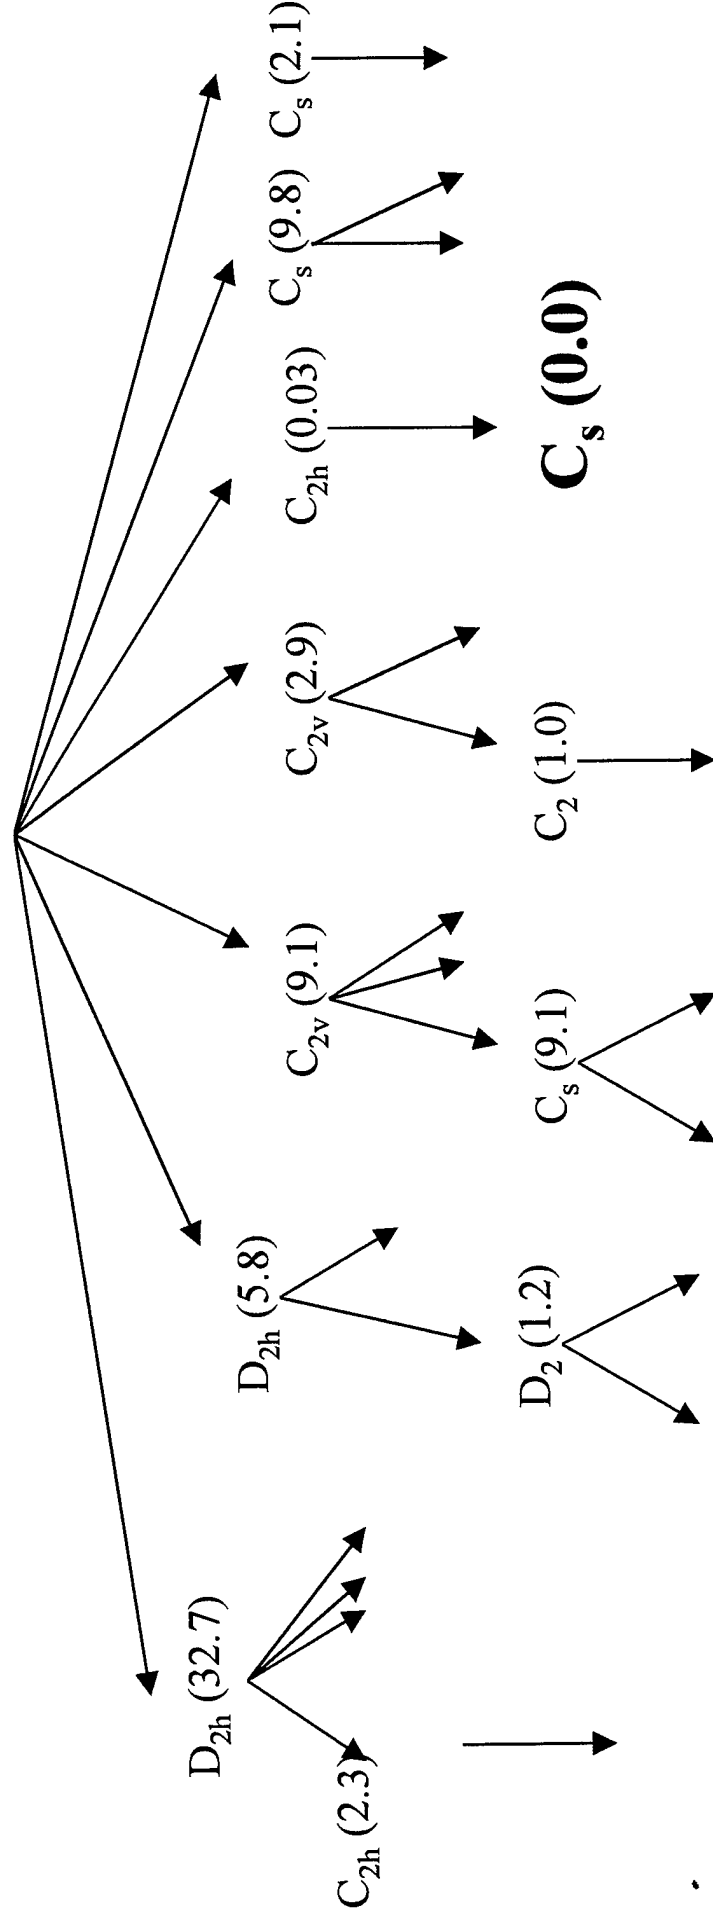 D2h (32.7)
D2h (5.8)
C2v (9.1)
C2v (2.9)
C2h (0.03)
Cs (9.8)
Cs (2.1)
C2h (2.3)
D2 (1.2)
Cs (9.1)
C2 (1.0)
Cs (0.0)